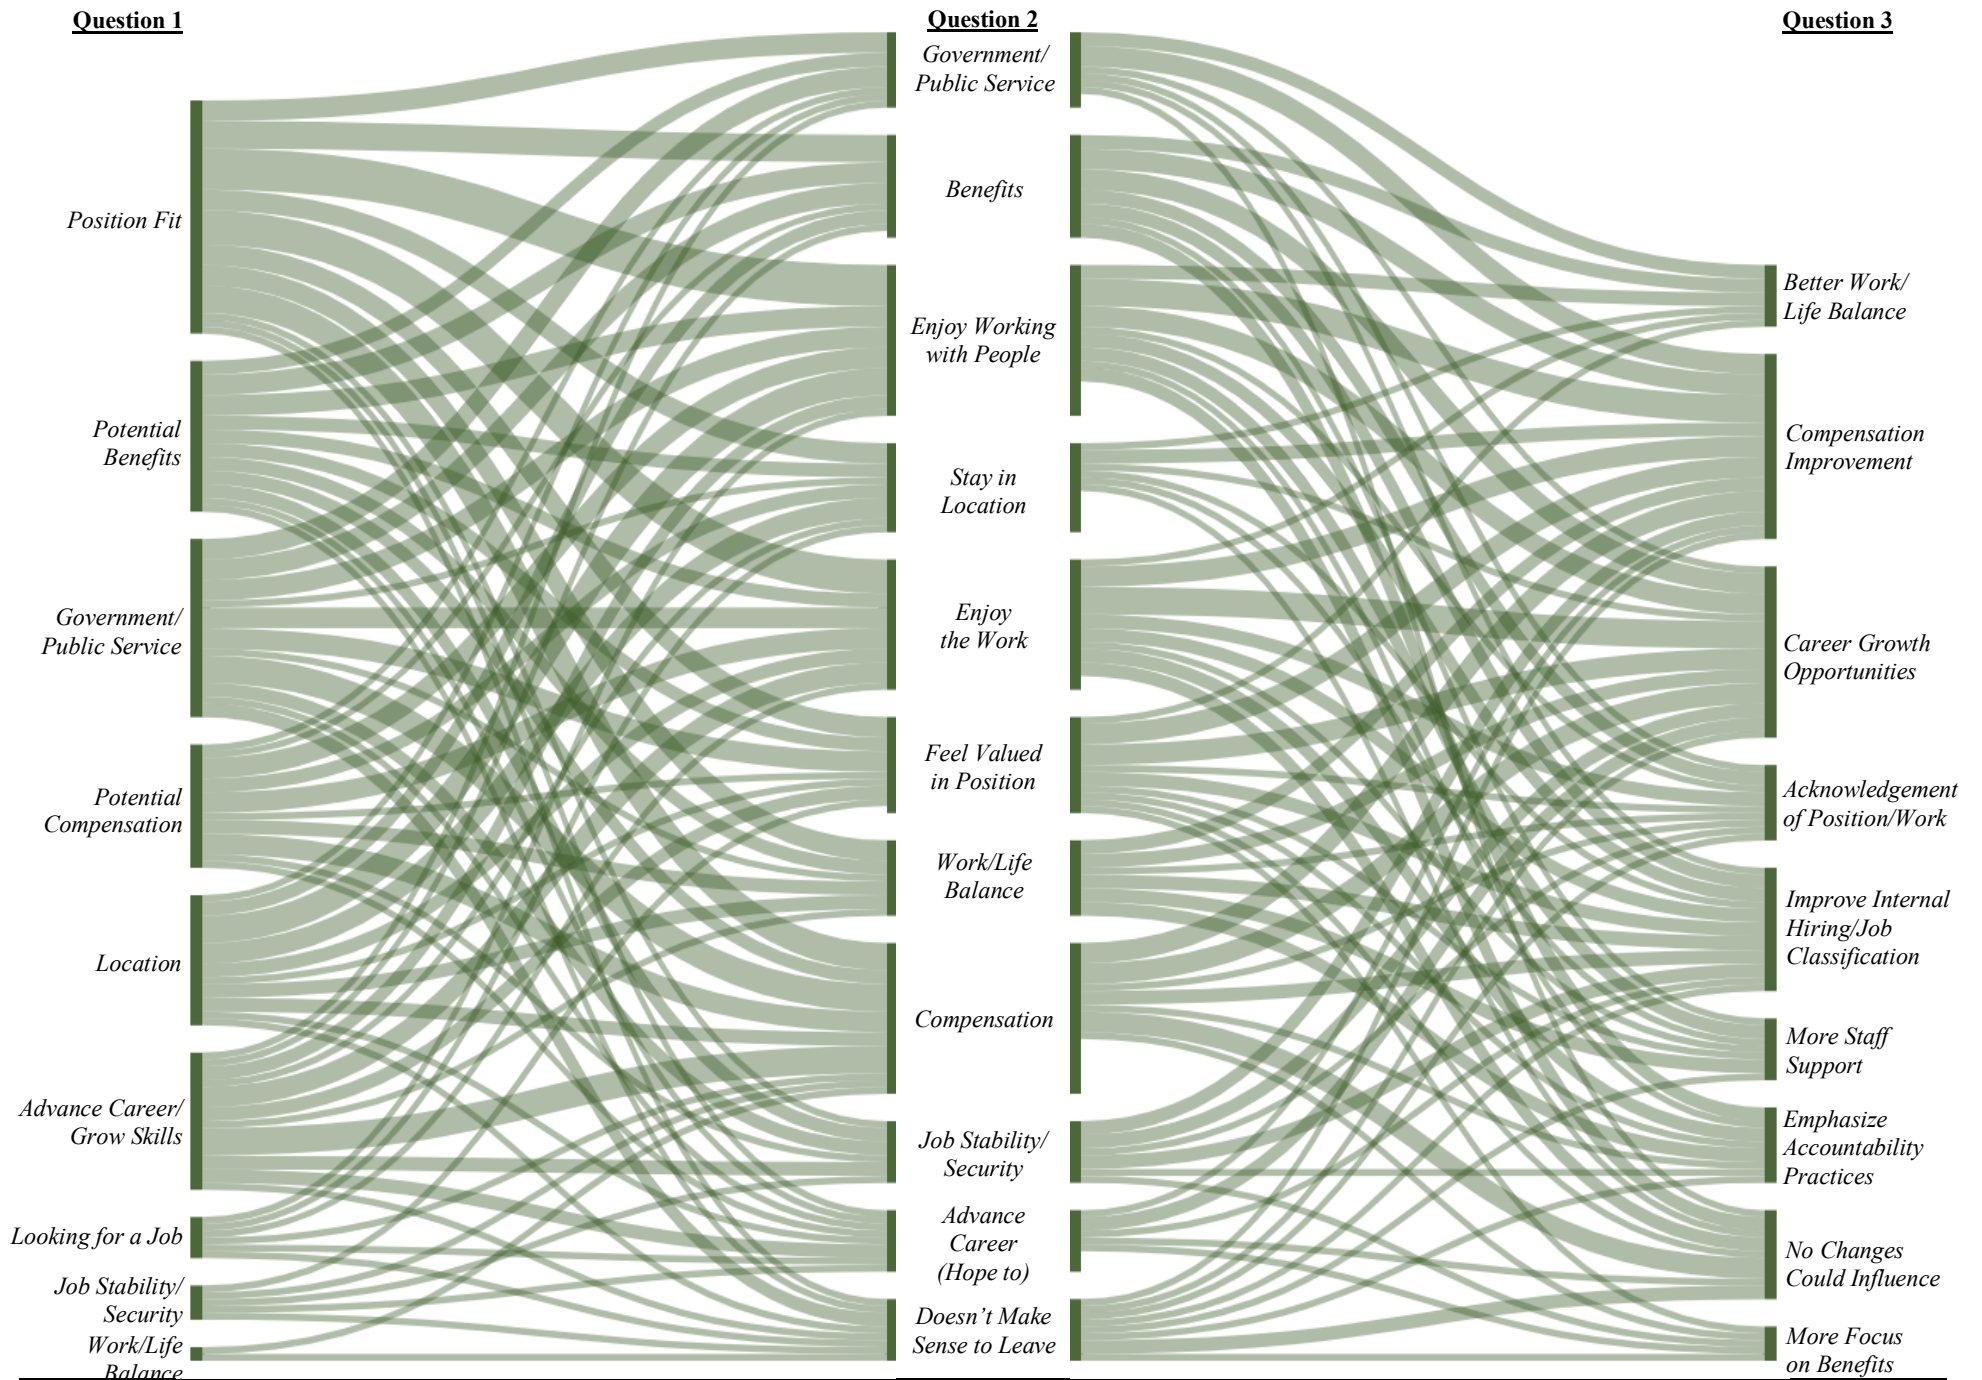 Question 1
Question 2
Question 3
Position Fit
Potential
Benefits
Government/
Public Service
Potential
Compensation
Location
Advance Career/
Grow Skills
Looking for a Job
Job Stability/
Security
Work/Life
Balance
Government/
Public Service
Benefits
Enjoy Working
with People
Stay in
Location
Enjoy
the Work
Feel Valued
in Position
Work/Life
Balance
Compensation
Job Stability/
Security
Advance
Career
(Hope to)
Doesn’t Make
Sense to Leave
Better Work/
Life Balance
Compensation
Improvement
Career Growth
Opportunities
Acknowledgement
of Position/Work
Improve Internal
Hiring/Job
Classification
More Staff
Support
Emphasize
Accountability
Practices
No Changes
Could Influence
More Focus
on Benefits